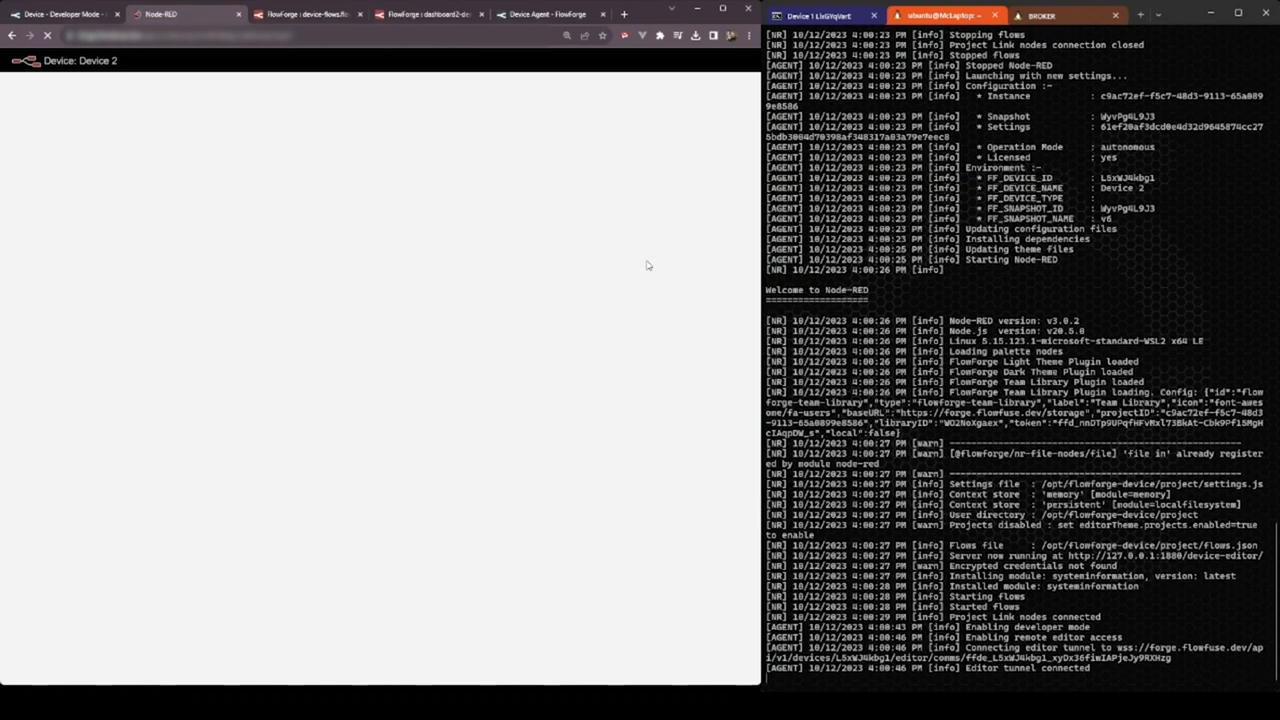 Device - Developer Mode -
Node-RED
FlowForge : device-flows.f
FlowForge : dashboard2-de
Device Agent - FlowForge
Device: Device 2
Device 1 LlxGYqVarE
ubuntu@McLaptop:
BROKER
[NR] 10/12/2023 4:00:23 PM [info] Stopping flows
[NR] 10/12/2023 4:00:23 PM [info] Project Link nodes connection closed
[NR] 10/12/2023 4:00:23 PM [info] Stopped flows
[AGENT] 10/12/2023 4:00:23 PM [info] Stopped Node-RED
[AGENT] 10/12/2023 4:00:23 PM [info] Launching with new settings...
[AGENT] 10/12/2023 4:00:23 PM [info] Configuration :-
[AGENT] 10/12/2023 4:00:23 PM [info] * Instance : c9ac72ef-f5c7-48d3-9113-65a089
9e8586
[AGENT] 10/12/2023 4:00:23 PM [info] * Snapshot : WyvPg4L9J3
[AGENT] 10/12/2023 4:00:23 PM [info] * Settings : 61ef20af3dcd0e4d32d9645874cc27
5bdb3004d70398af348317a03a79e7eec8
[AGENT] 10/12/2023 4:00:23 PM [info] * Operation Mode : autonomous
[AGENT] 10/12/2023 4:00:23 PM [info] * Licensed : yes
[AGENT] 10/12/2023 4:00:23 PM [info] Environment :-
[AGENT] 10/12/2023 4:00:23 PM [info] * FF_DEVICE_ID : L5xWJ4kbg1
[AGENT] 10/12/2023 4:00:23 PM [info] * FF_DEVICE_NAME : Device 2
[AGENT] 10/12/2023 4:00:23 PM [info] * FF_DEVICE_TYPE :
[AGENT] 10/12/2023 4:00:23 PM [info] * FF_SNAPSHOT_ID : WyvPg4L9J3
[AGENT] 10/12/2023 4:00:23 PM [info] * FF_SNAPSHOT_NAME : v6
[AGENT] 10/12/2023 4:00:23 PM [info] Updating configuration files
[AGENT] 10/12/2023 4:00:23 PM [info] Installing dependencies
[AGENT] 10/12/2023 4:00:25 PM [info] Updating theme files
[AGENT] 10/12/2023 4:00:25 PM [info] Starting Node-RED
[NR] 10/12/2023 4:00:26 PM [info]
Welcome to Node-RED
===================
[NR] 10/12/2023 4:00:26 PM [info] Node-RED version: v3.0.2
[NR] 10/12/2023 4:00:26 PM [info] Node.js version: v20.5.0
[NR] 10/12/2023 4:00:26 PM [info] Linux 5.15.123.1-microsoft-standard-WSL2 x64 LE
[NR] 10/12/2023 4:00:26 PM [info] Loading palette nodes
[NR] 10/12/2023 4:00:26 PM [info] FlowForge Light Theme Plugin loaded
[NR] 10/12/2023 4:00:26 PM [info] FlowForge Dark Theme Plugin loaded
[NR] 10/12/2023 4:00:26 PM [info] FlowForge Team Library Plugin loaded
[NR] 10/12/2023 4:00:26 PM [info] FlowForge Team Library Plugin loading. Config: {"id":"flow
forge-team-library","type":"flowforge-team-library","label":"Team Library","icon":"font-awes
ome/fa-users","baseURL":"https://forge.flowfuse.dev/storage","projectID":"c9ac72ef-f5c7-48d3
-9113-65a0899e8586","libraryID":"WO2NoXgaex","token":"ffd_nnDTp9UPqfHFvMxl73BkAt-Cbk9Pf15MgH
cIAqpDW_s","local":false}
[NR] 10/12/2023 4:00:27 PM [warn] ------------------------------------------------------
[NR] 10/12/2023 4:00:27 PM [warn] [@flowforge/nr-file-nodes/file] 'file in' already register
ed by module node-red
[NR] 10/12/2023 4:00:27 PM [warn] ------------------------------------------------------
[NR] 10/12/2023 4:00:27 PM [info] Settings file : /opt/flowforge-device/project/settings.js
[NR] 10/12/2023 4:00:27 PM [info] Context store : 'memory' [module=memory]
[NR] 10/12/2023 4:00:27 PM [info] Context store : 'persistent' [module=localfilesystem]
[NR] 10/12/2023 4:00:27 PM [info] User directory : /opt/flowforge-device/project
[NR] 10/12/2023 4:00:27 PM [warn] Projects disabled : set editorTheme.projects.enabled=true
to enable
[NR] 10/12/2023 4:00:27 PM [info] Flows file : /opt/flowforge-device/project/flows.json
[NR] 10/12/2023 4:00:27 PM [info] Server now running at http://127.0.0.1:1880/device-editor/
[NR] 10/12/2023 4:00:27 PM [warn] Encrypted credentials not found
[NR] 10/12/2023 4:00:27 PM [info] Installing module: systeminformation, version: latest
[NR] 10/12/2023 4:00:28 PM [info] Installed module: systeminformation
[NR] 10/12/2023 4:00:28 PM [info] Starting flows
[NR] 10/12/2023 4:00:28 PM [info] Started flows
[NR] 10/12/2023 4:00:29 PM [info] Project Link nodes connected
[AGENT] 10/12/2023 4:00:43 PM [info] Enabling developer mode
[AGENT] 10/12/2023 4:00:46 PM [info] Enabling remote editor access
[AGENT] 10/12/2023 4:00:46 PM [info] Connecting editor tunnel to wss://forge.flowfuse.dev/ap
i/v1/devices/L5xWJ4kbg1/editor/comms/ffde_L5xWJ4kbg1_xyDx36fiwIAPjeJy9RXHzg
[AGENT] 10/12/2023 4:00:46 PM [info] Editor tunnel connected